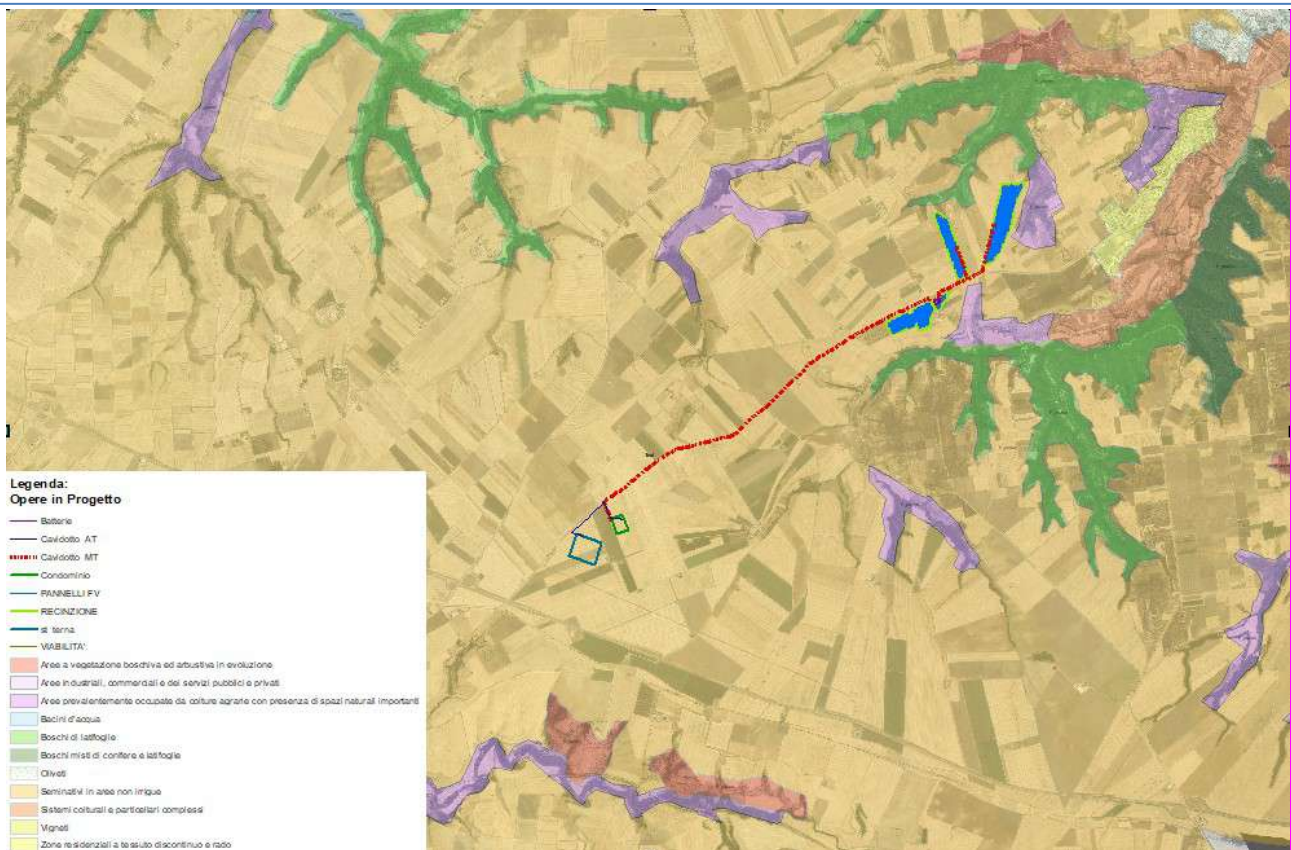 Legenda:
Opere in Progetto
Batterie
Cavidotto AT
Cavidotto MT
Condominio
PANNELLI FV
RECINZIONE
st terna
VIABILITA'
Aree a vegetazione boschiva ed arbustiva in evoluzione
Aree industriali, commerciali e dei servizi pubblici e privati
Aree prevalentemente occupate da colture agrarie con presenza di spazi naturali importanti
Bacini d'acqua
Boschi di latifoglie
Boschi misti di conifere e latifoglie
Oliveti
Seminativi in aree non irrigue
Sistemi colturali e particellari complessi
Vigneti
Zone residenziali a tessuto discontinuo e rado